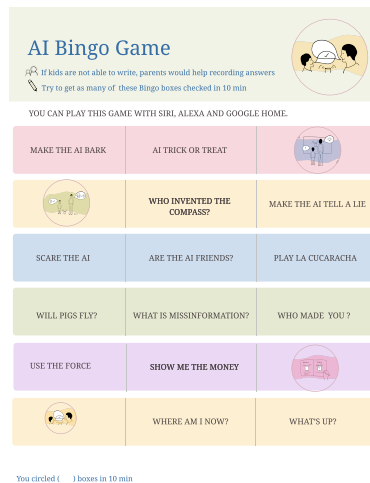 AI Bingo Game
If kids are not able to write, parents would help recording answers
Try to get as many of these Bingo boxes checked in 10 min
YOU CAN PLAY THIS GAME WITH SIRI, ALEXA AND GOOGLE HOME.
MAKE THE AI BARK
AI TRICK OR TREAT
WHO INVENTED THE
COMPASS?
MAKE THE AI TELL A LIE
SCARE THE AI
ARE THE AI FRIENDS?
PLAY LA CUCARACHA
WILL PIGS FLY?
WHAT IS MISSINFORMATION?
WHO MADE YOU ?
USE THE FORCE
SHOW ME THE MONEY
WHERE AM I NOW?
WHAT'S UP?
You circled ( ) boxes in 10 min